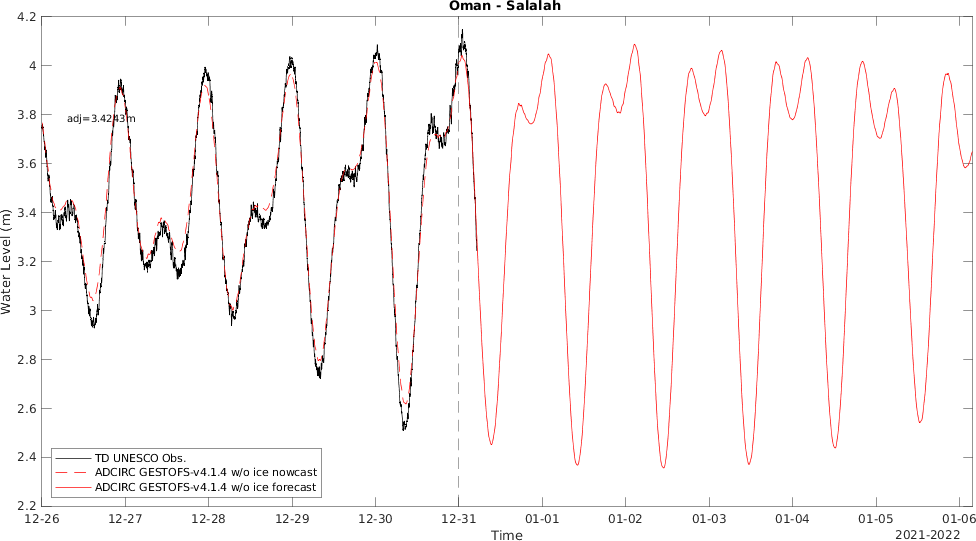 Oman - Salalah
4.2
4
3.8
3.6
3.4
3.2
3
2.8
2.6
2.4
2.2
Water Level (m)
adj=3.4243m
TD UNESCO Obs.
ADCIRC GESTOFS-v4.1.4 w/o ice nowcast
ADCIRC GESTOFS-v4.1.4 w/o ice forecast
12-26 12-27 12-28 12-29 12-30 12-31 01-01 01-02 01-03 01-04 01-05 01-06
Time
2021-2022